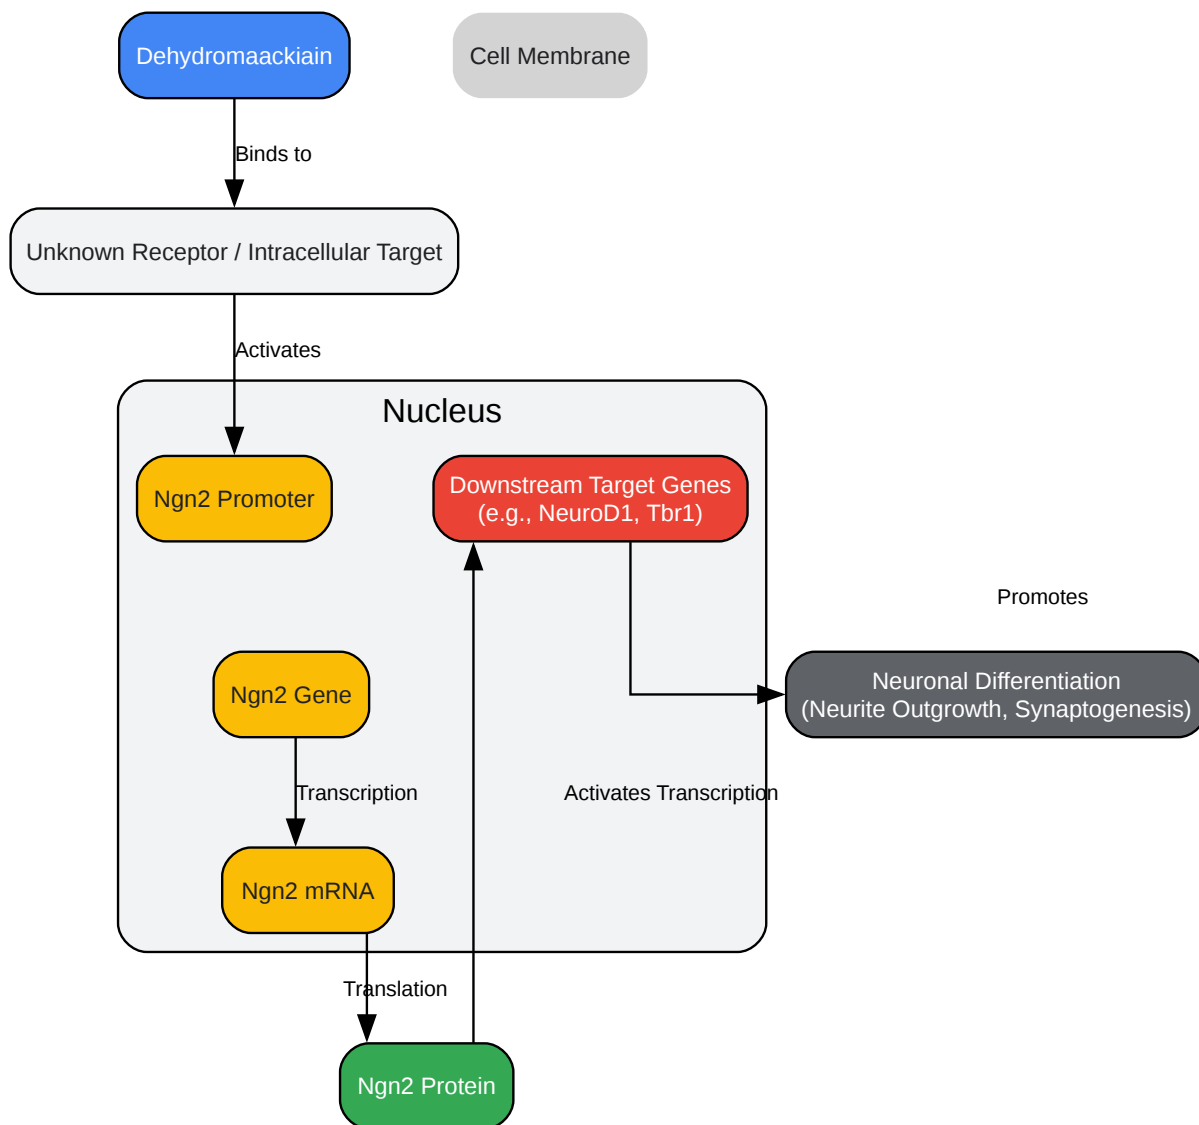 Dehydromaackiain
Cell Membrane
Binds to
Unknown Receptor / Intracellular Target
Activates
Nucleus
Ngn2 Promoter
Downstream Target Genes
(e.g., NeuroD1, Tbr1)
Promotes
Ngn2 Gene
Neuronal Differentiation
(Neurite Outgrowth, Synaptogenesis)
Transcription
Activates Transcription
Ngn2 mRNA
Translation
Ngn2 Protein